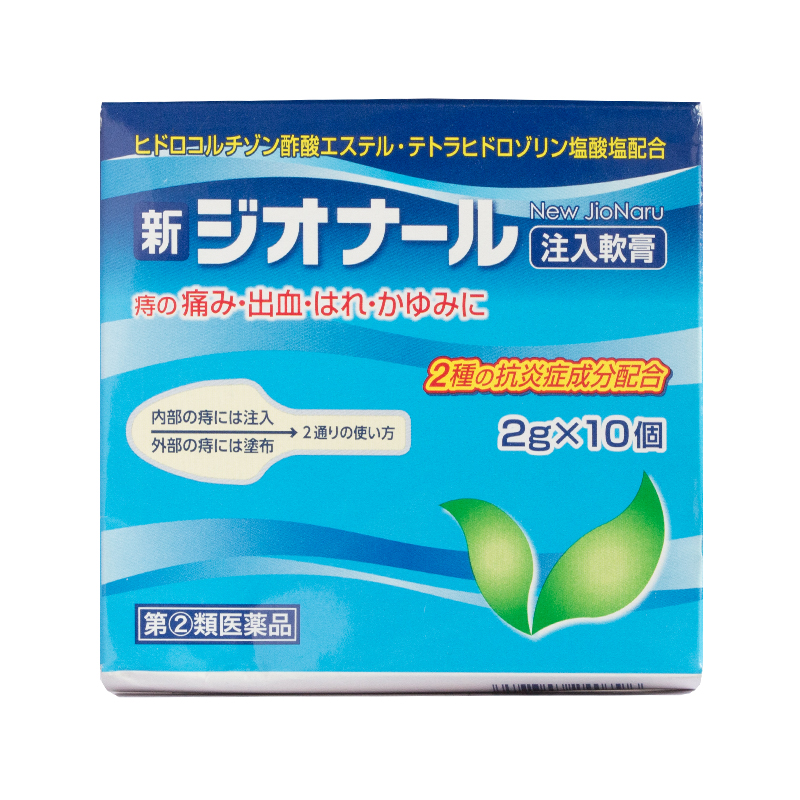 ヒドロコルチゾン酢酸エステル・テトラヒドロゾリン塩酸塩配合
新 ジオナール
New JioNaru
注入軟膏
痔の 痛み・出血・はれ・かゆみに
2種の抗炎症成分配合
内部の痔には注入
外部の痔には塗布
2通りの使い方
2g×10個
第②類医薬品